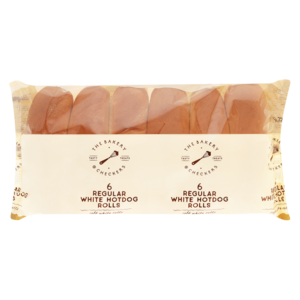 THE BAKERY
@ CHECKERS
6
REGULAR
WHITE HOTDOG
ROLLS
THE BAKERY
@ CHECKERS
6
REGULAR
WHITE HOTDOG
ROLLS